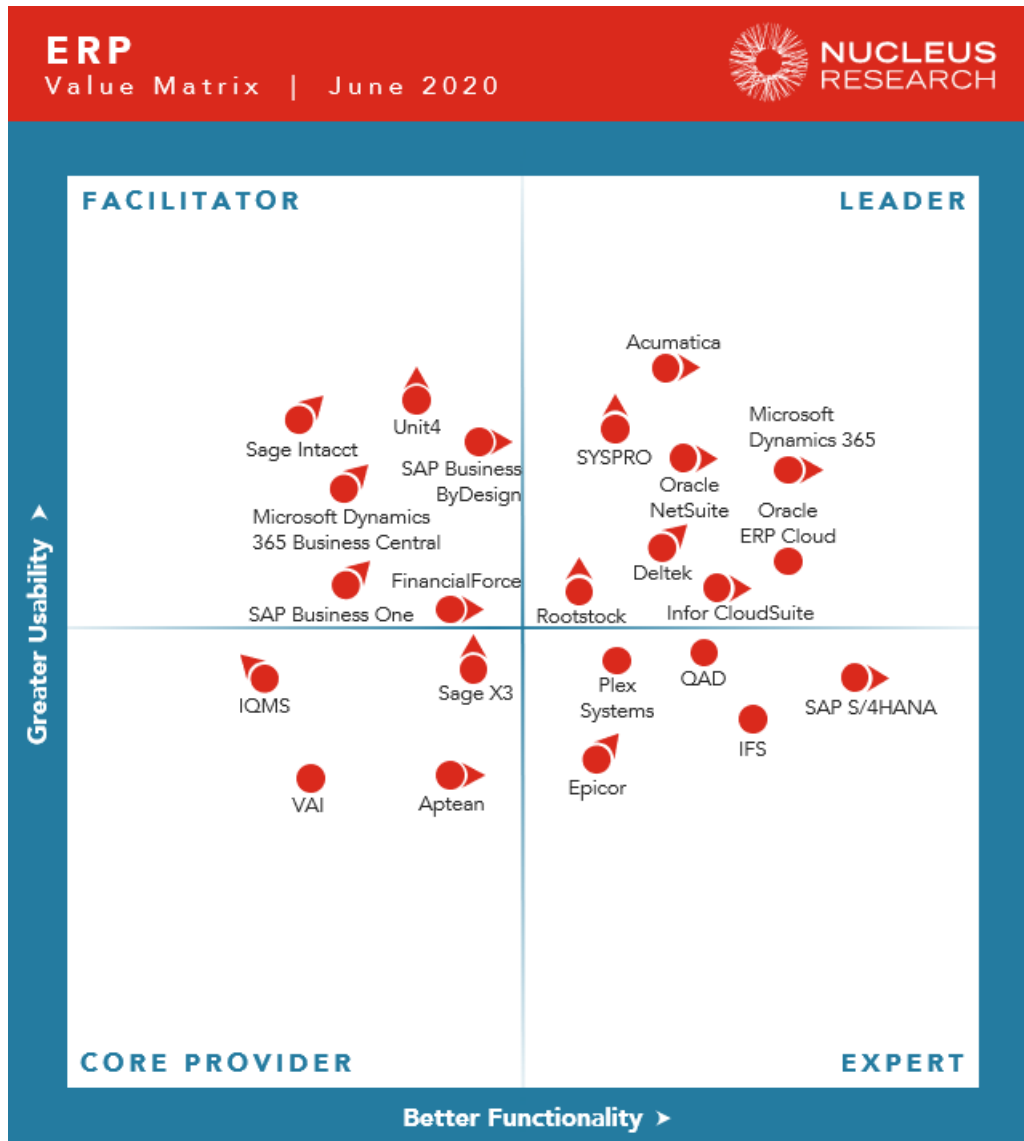 ERP
Value Matrix | June 2020
NUCLEUS
RESEARCH
FACILITATOR
LEADER
Acumatica
Microsoft
Dynamics 365
Unit4
SYSPRO
Sage Intacct
SAP Business
ByDesign
Oracle
NetSuite
Oracle
ERP Cloud
Microsoft Dynamics
365 Business Central
Deltek
FinancialForce
SAP Business One
Rootstock
Infor CloudSuite
Greater Usability
IQMS
Sage X3
Plex
Systems
QAD
SAP S/4HANA
IFS
VAI
Aptean
Epicor
CORE PROVIDER
EXPERT
Better Functionality